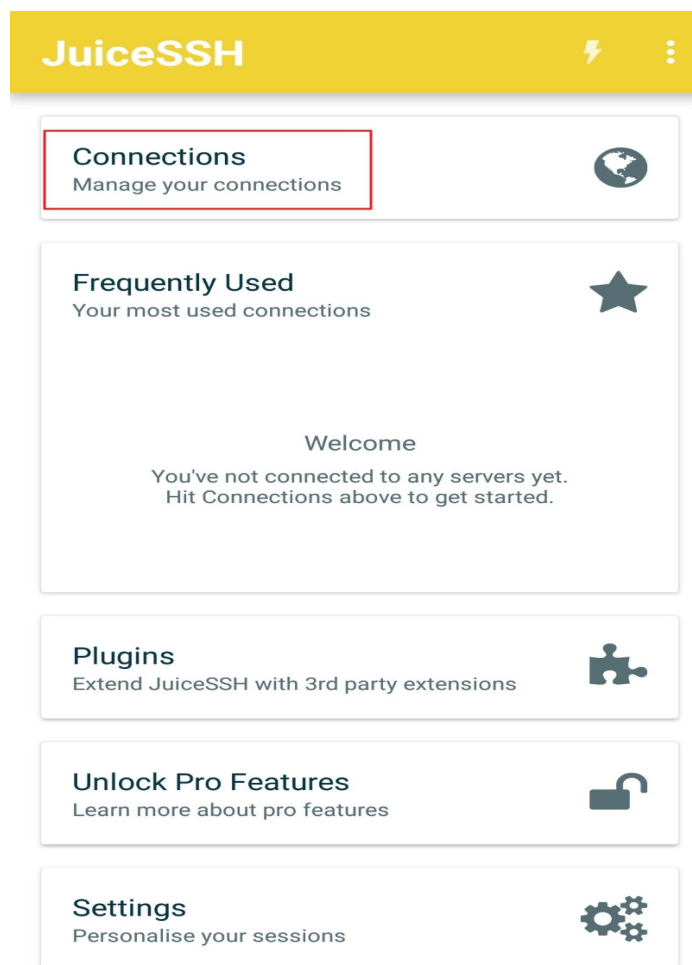 JuiceSSH
Connections
Manage your connections
Frequently Used
Your most used connections
Welcome
You've not connected to any servers yet.
Hit Connections above to get started.
Plugins
Extend JuiceSSH with 3rd party extensions
Unlock Pro Features
Learn more about pro features
Settings
Personalise your sessions